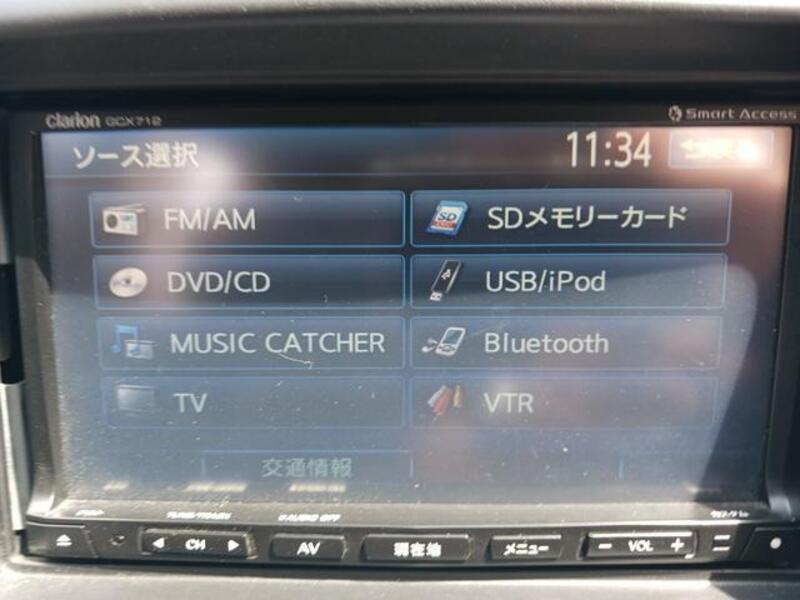 clarion GCX712
Smart Access
ソース選択
11:34
FM/AM
SDメモリーカード
DVD/CD
USB/iPod
MUSIC CATCHER
Bluetooth
TV
VTR
交通情報
CH
AV
現在地
メニュー
− VOL +